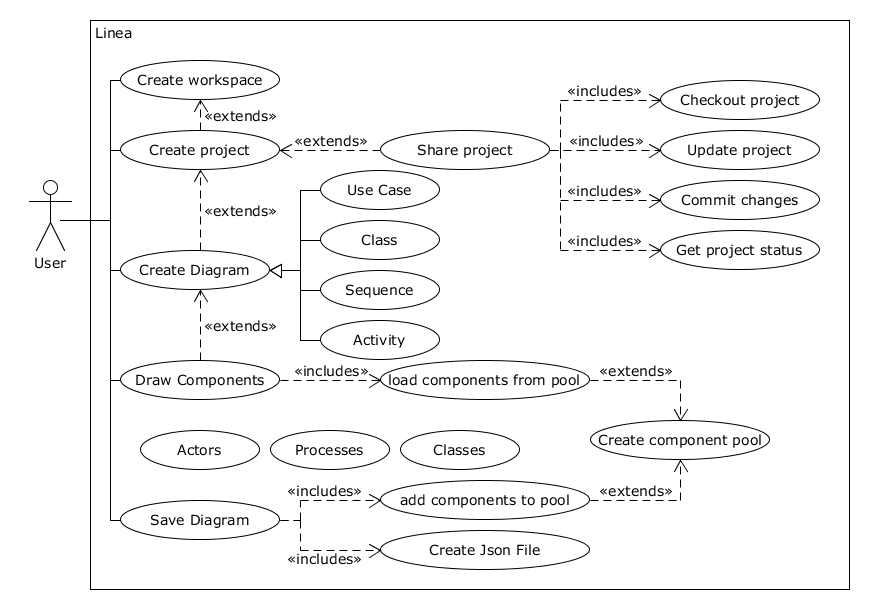 Linea
Create workspace
«extends»
Checkout project
«includes»
Create project
«extends»
Share project
«includes»
Update project
Use Case
«includes»
Commit changes
«extends»
Class
«includes»
Get project status
User
Create Diagram
Sequence
«extends»
Activity
Draw Components
«includes»
load components from pool
«extends»
Create component pool
Actors
Processes
Classes
«includes»
add components to pool
«extends»
Save Diagram
«includes»
Create Json File